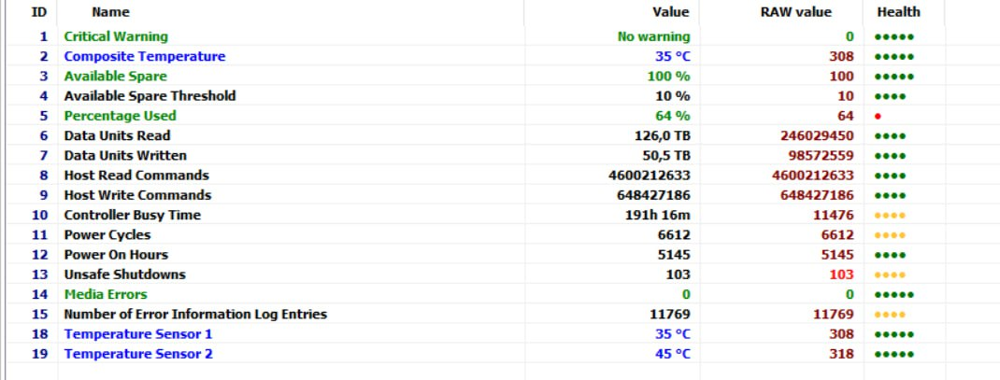 ID Name Value RAW value Health
1 Critical Warning No warning 0
2 Composite Temperature 35 °C 308
3 Available Spare 100 % 100
4 Available Spare Threshold 10 % 10
5 Percentage Used 64 % 64
6 Data Units Read 126,0 TB 246029450
7 Data Units Written 50,5 TB 98572559
8 Host Read Commands 4600212633 4600212633
9 Host Write Commands 648427186 648427186
10 Controller Busy Time 191h 16m 11476
11 Power Cycles 6612 6612
12 Power On Hours 5145 5145
13 Unsafe Shutdowns 103 103
14 Media Errors 0 0
15 Number of Error Information Log Entries 11769 11769
18 Temperature Sensor 1 35 °C 308
19 Temperature Sensor 2 45 °C 318